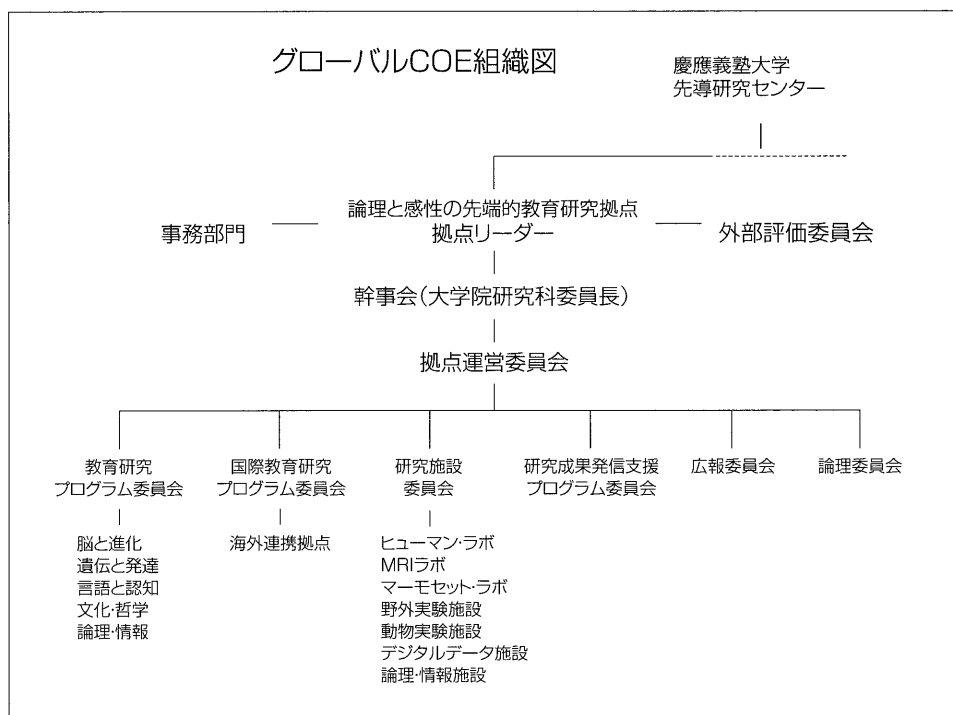 グローバルCOE組織図
慶應義塾大学
先導研究センター
論理と感性の先端的教育研究拠点
拠点リーダー
事務部門
外部評価委員会
幹事会(大学院研究科委員長)
拠点運営委員会
教育研究
プログラム委員会
国際教育研究
プログラム委員会
研究施設
委員会
研究成果発信支援
プログラム委員会
広報委員会
論理委員会
脳と進化
遺伝と発達
言語と認知
文化・哲学
論理・情報
海外連携拠点
ヒューマン・ラボ
MRIラボ
マーモセット・ラボ
野外実験施設
動物実験施設
デジタルデータ施設
論理・情報施設